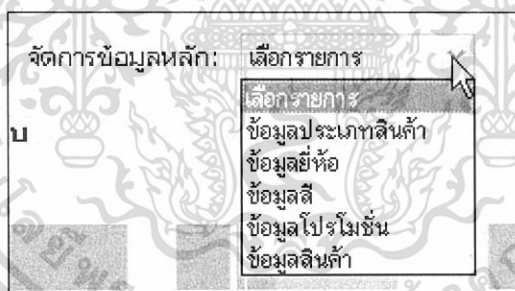 จัดการข้อมูลหลัก: เลือกรายการ
เลือกรายการ
บ
ข้อมูลประเภทสินค้า
ข้อมูลยี่ห้อ
ข้อมูลสี
ข้อมูลโปรโมชั่น
ข้อมูลสินค้า